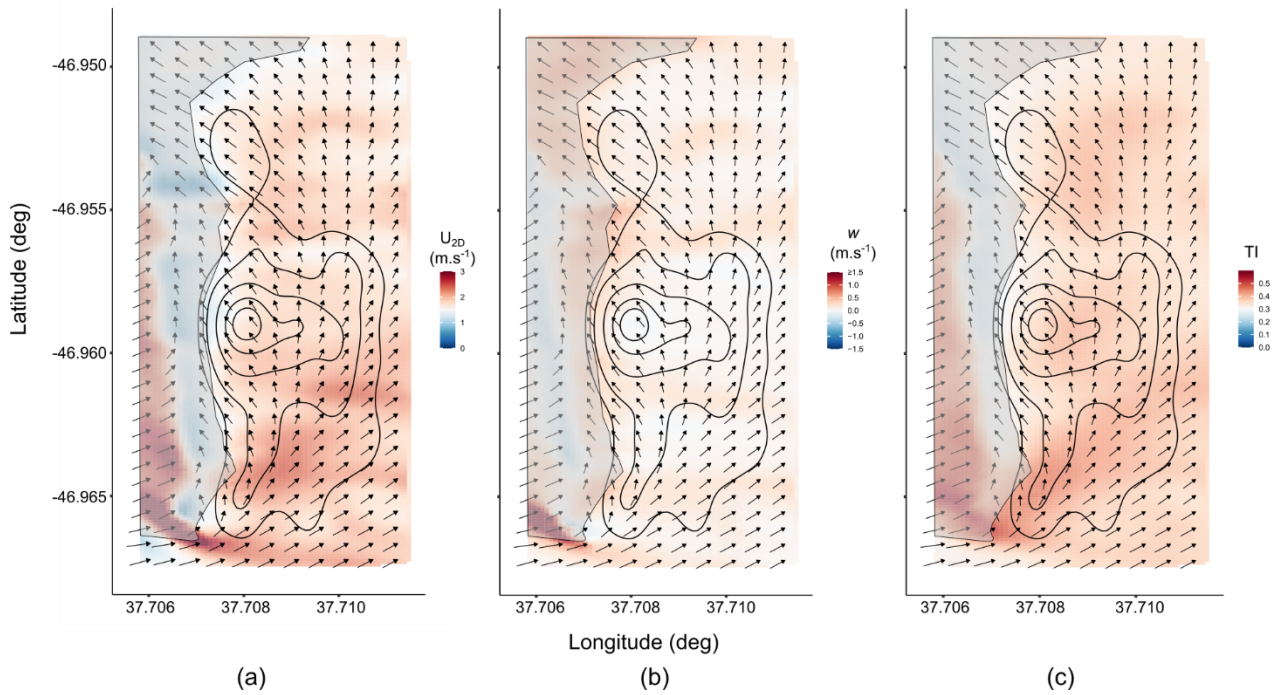 Latitude (deg)
-46.950
-46.955
-46.960
-46.965
U2D
(m.s-1)
3
2
1
0
37.706 37.708 37.710
(a)
w
(m.s-1)
≥1.5
1.0
0.5
0.0
−0.5
−1.0
−1.5
37.706 37.708 37.710
Longitude (deg)
(b)
TI
0.5
0.4
0.3
0.2
0.1
0.0
37.706 37.708 37.710
(c)